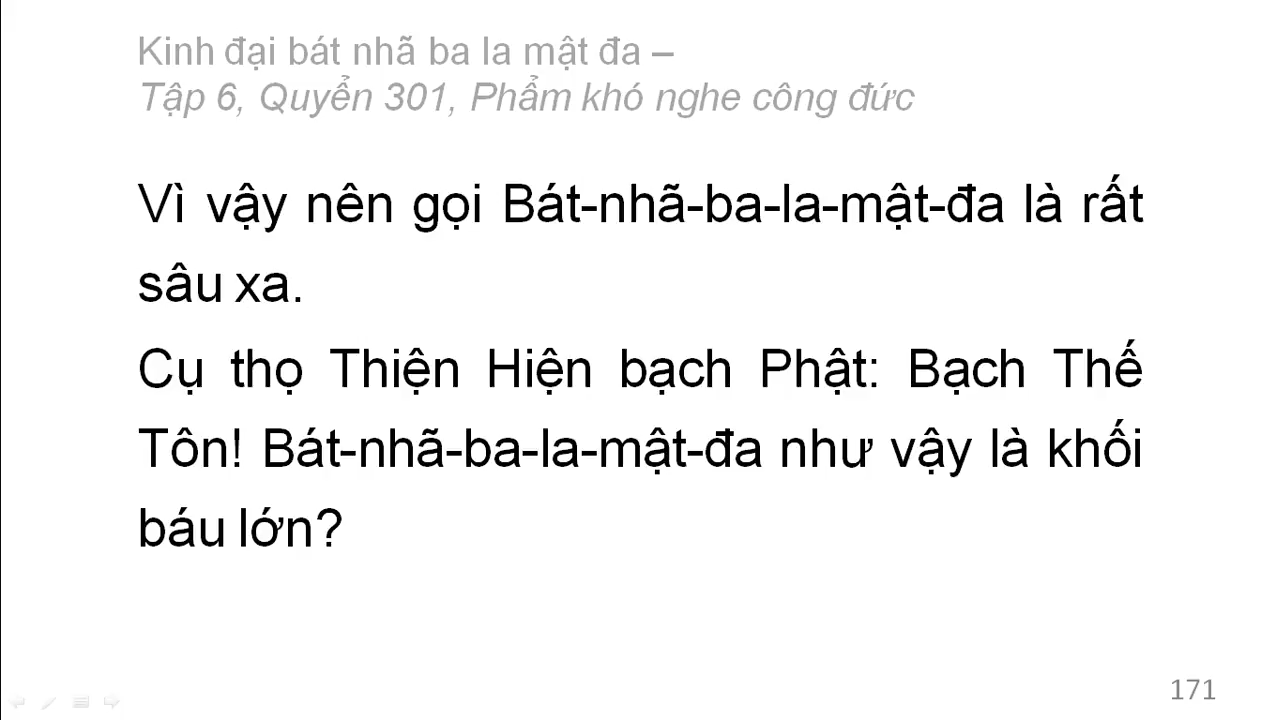 Kinh đại bát nhã ba la mật đa –
Tập 6, Quyển 301, Phẩm khó nghe công đức
Vì vậy nên gọi Bát-nhã-ba-la-mật-đa là rất
sâu xa.
Cụ thọ Thiện Hiện bạch Phật: Bạch Thế
Tôn! Bát-nhã-ba-la-mật-đa như vậy là khối
báu lớn?
171